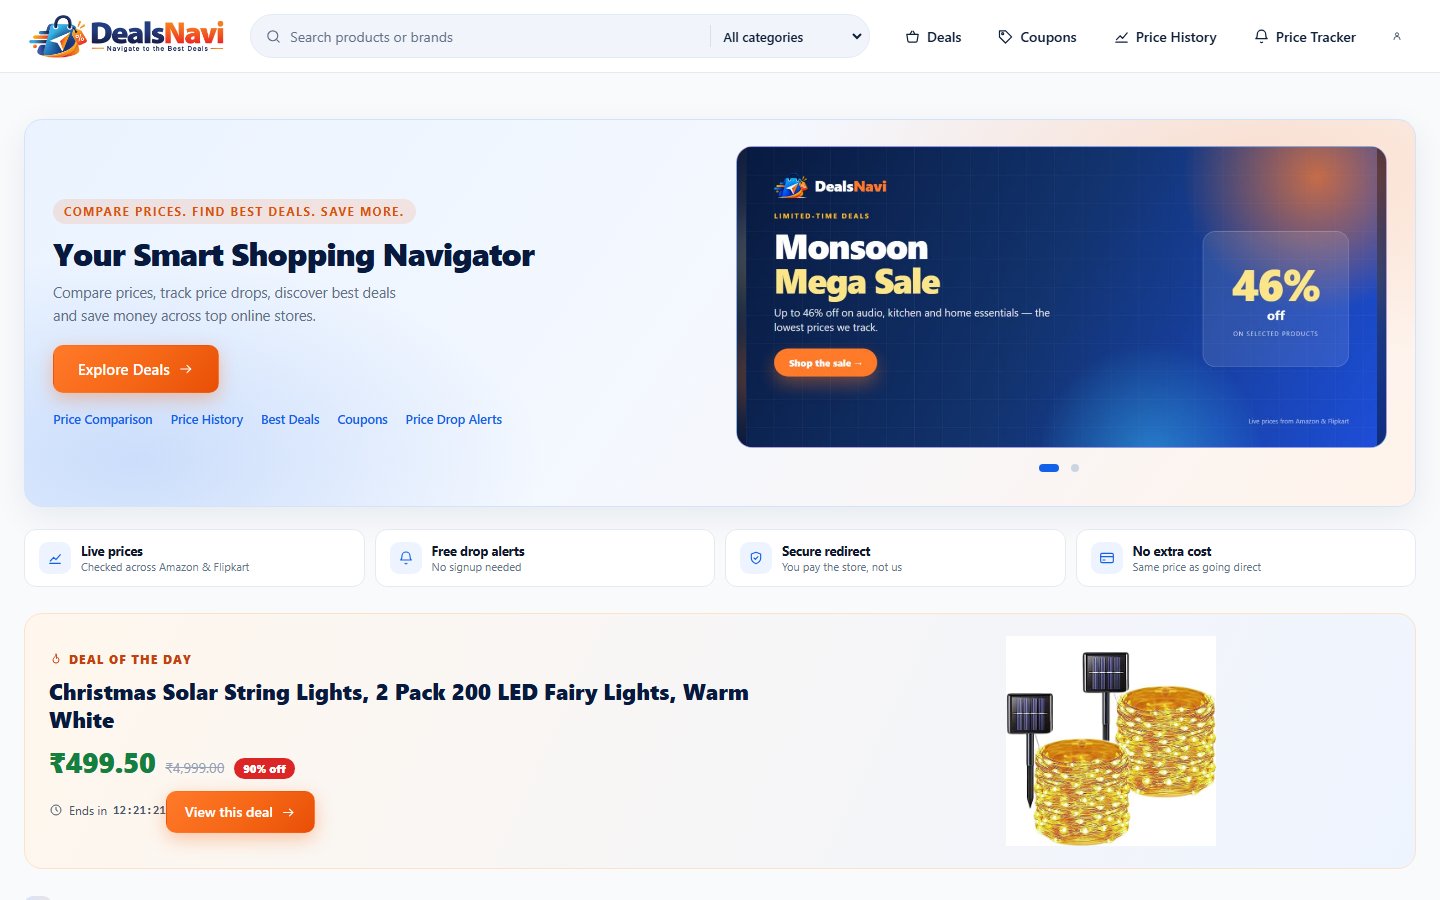 DealsNavi
Navigate to the Best Deals
Search products or brands
All categories
Deals
Coupons
Price History
Price Tracker
COMPARE PRICES. FIND BEST DEALS. SAVE MORE.
Your Smart Shopping Navigator
Compare prices, track price drops, discover best deals
and save money across top online stores.
Explore Deals →
Price Comparison
Price History
Best Deals
Coupons
Price Drop Alerts
DealsNavi
LIMITED-TIME DEALS
Monsoon
Mega Sale
Up to 46% off on audio, kitchen and home essentials — the
lowest prices we track.
Shop the sale →
46%
off
ON SELECTED PRODUCTS
Live prices from Amazon & Flipkart
Live prices
Checked across Amazon & Flipkart
Free drop alerts
No signup needed
Secure redirect
You pay the store, not us
No extra cost
Same price as going direct
DEAL OF THE DAY
Christmas Solar String Lights, 2 Pack 200 LED Fairy Lights, Warm
White
₹499.50 ₹4,999.00 90% off
Ends in 12:21:21
View this deal →